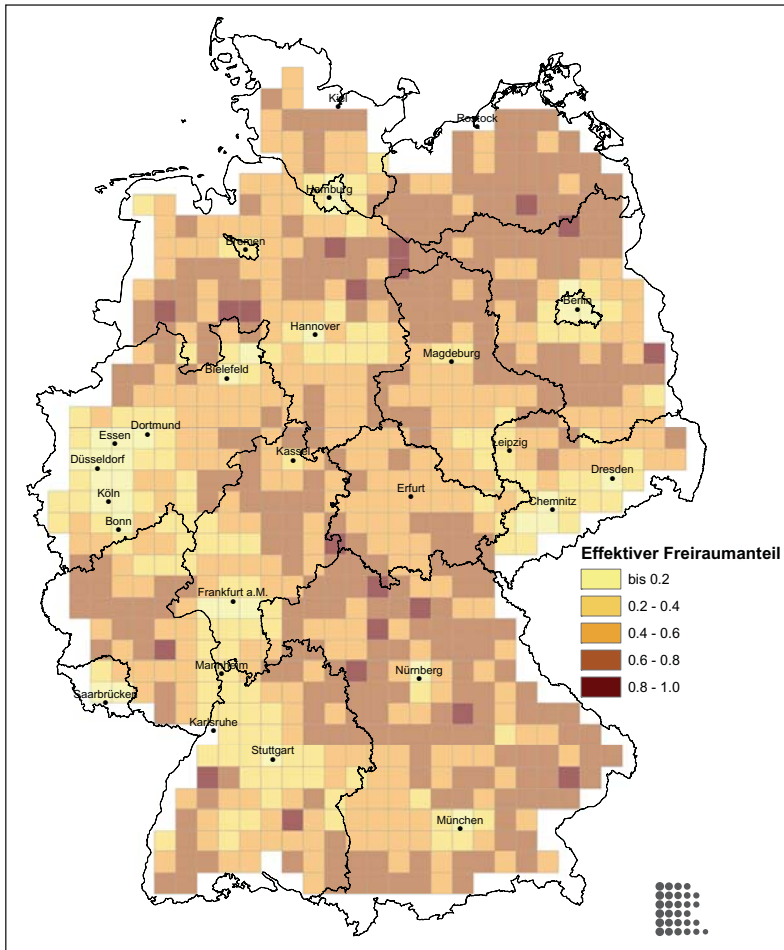 Kiel
Rostock
Hamburg
Bremen
Berlin
Hannover
Magdeburg
Bielefeld
Dortmund
Essen
Leipzig
Kassel
Düsseldorf
Dresden
Köln
Erfurt
Chemnitz
Bonn
Effektiver Freiraumanteil
bis 0.2
0.2 - 0.4
0.4 - 0.6
0.6 - 0.8
0.8 - 1.0
Frankfurt a.M.
Mannheim
Nürnberg
Saarbrücken
Karlsruhe
Stuttgart
München